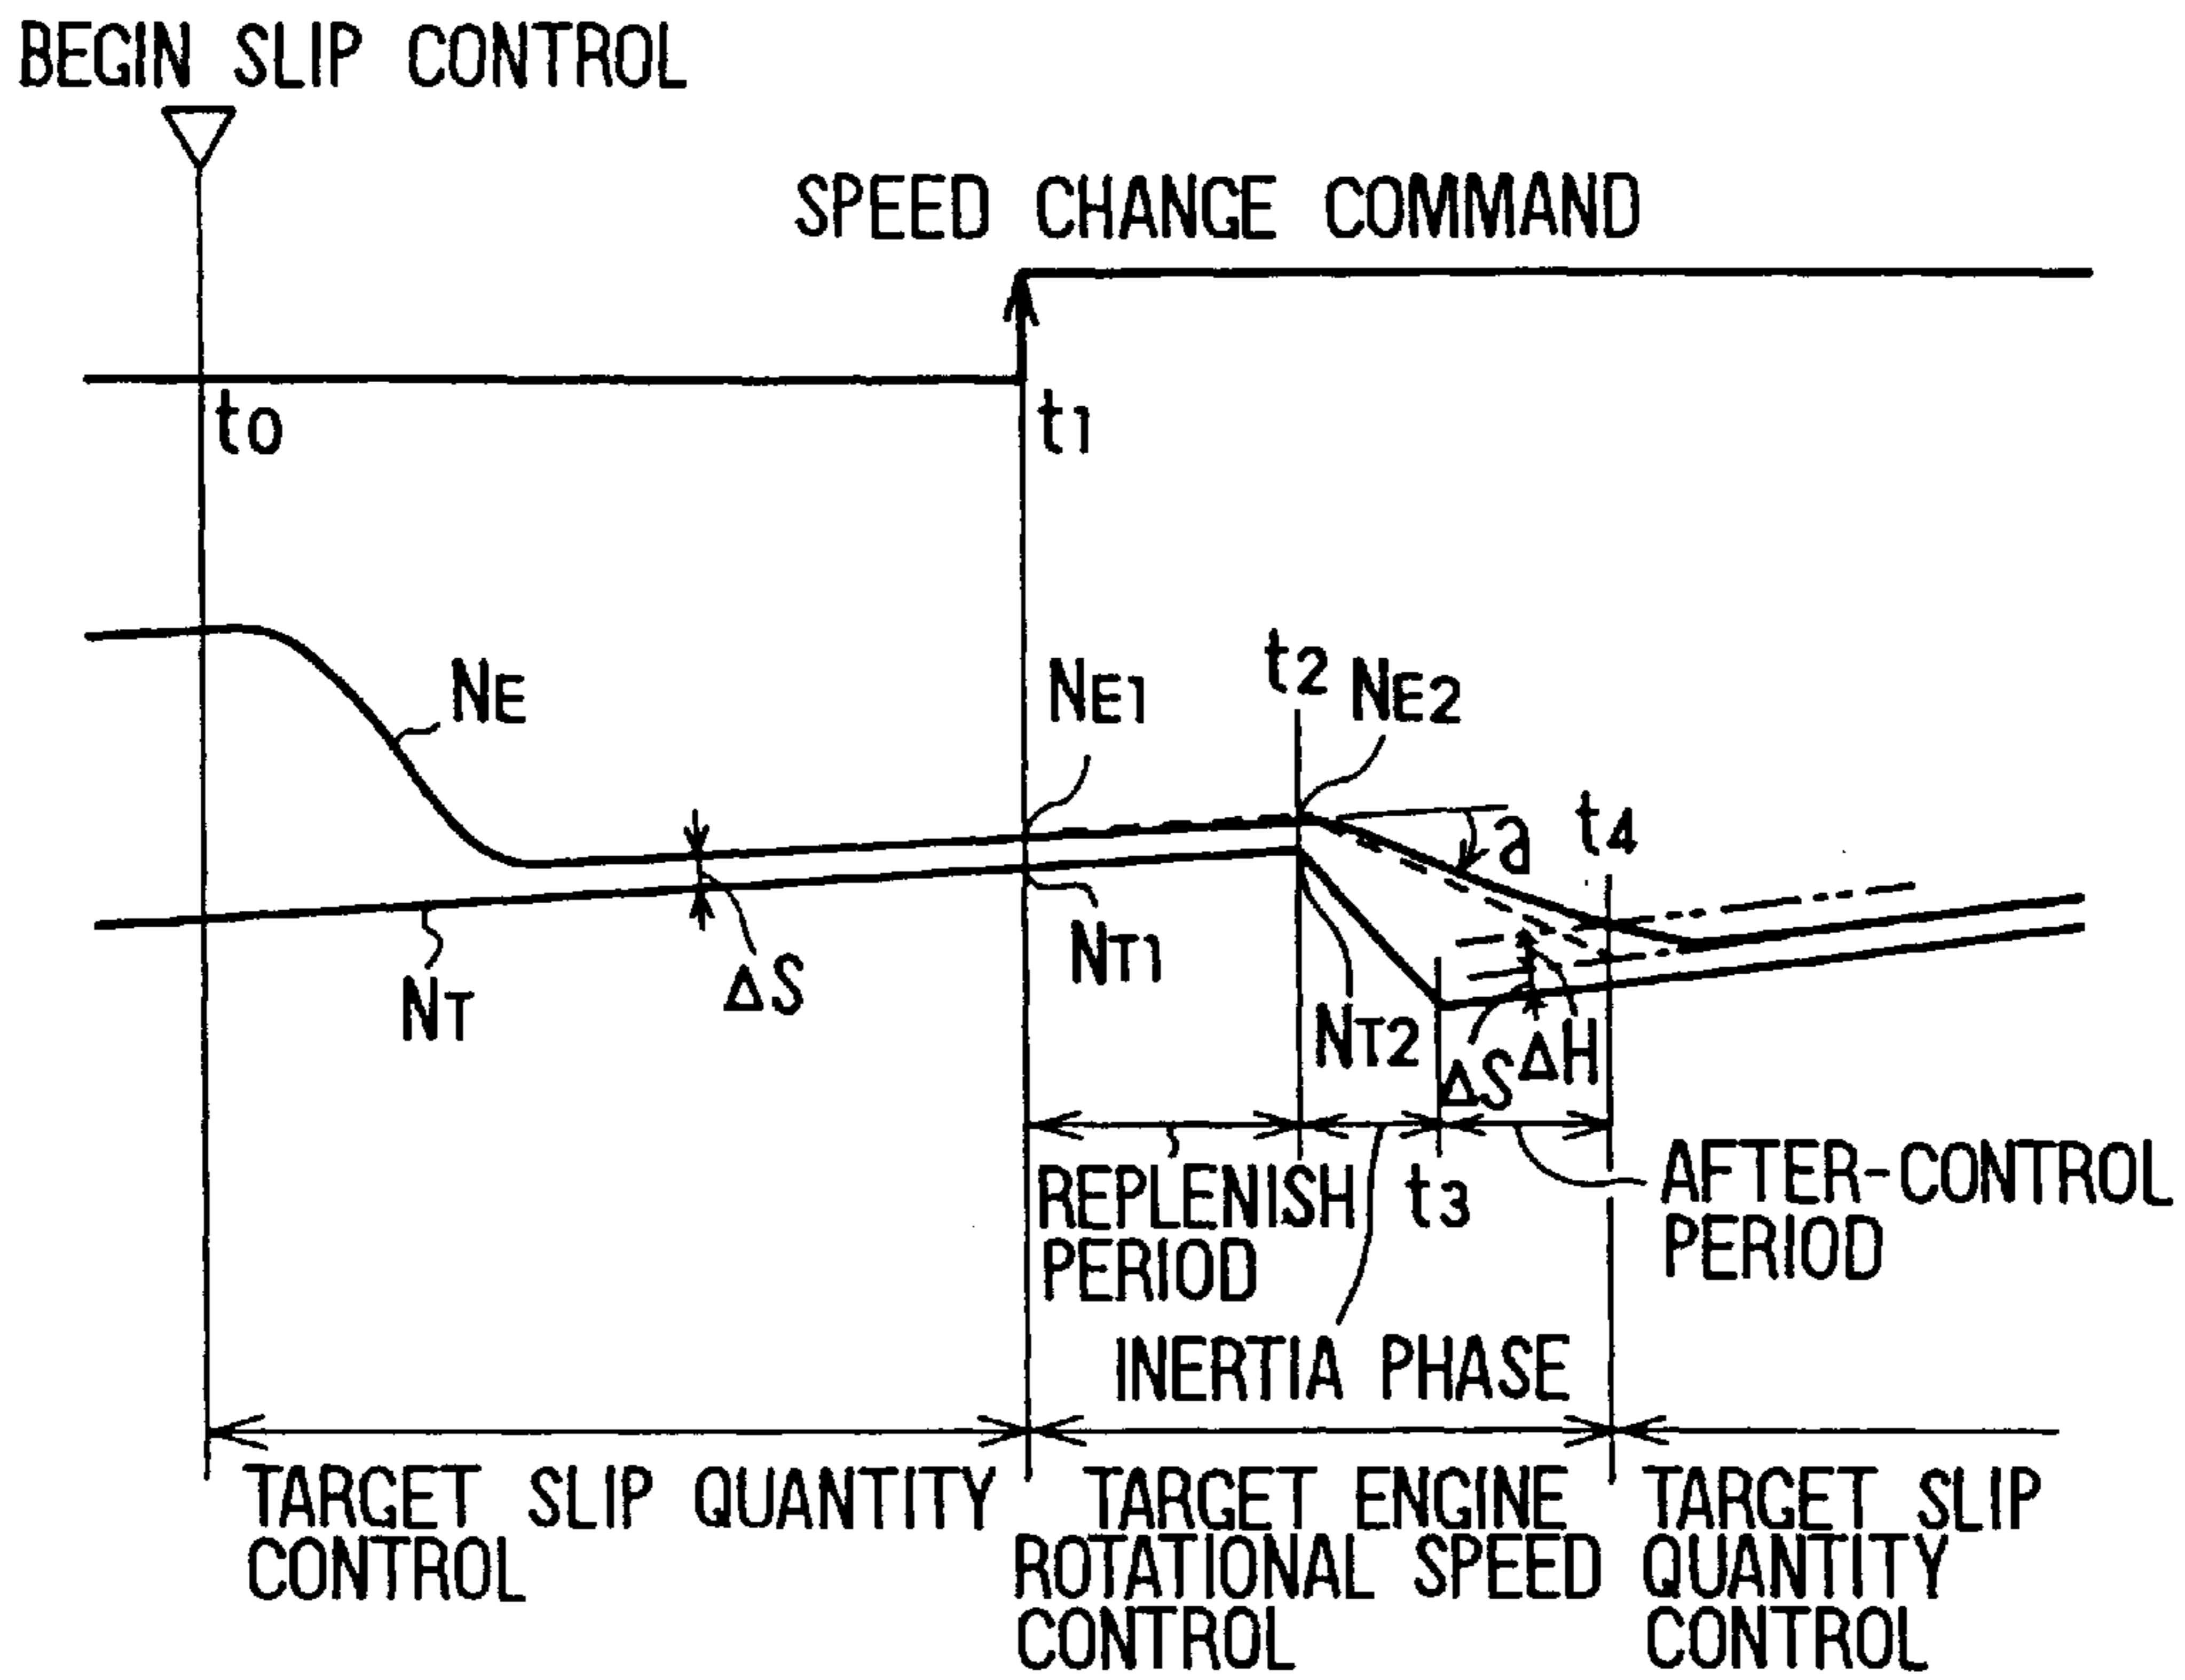 BEGIN SLIP CONTROL
SPEED CHANGE COMMAND
t0
t1
NE
NE1
t2
NE2
a
t4
NT
ΔS
NT1
NT2
ΔS
ΔH
REPLENISH
PERIOD
t3
AFTER-CONTROL
PERIOD
INERTIA PHASE
TARGET SLIP QUANTITY
CONTROL
TARGET ENGINE
ROTATIONAL SPEED
CONTROL
TARGET SLIP
QUANTITY
CONTROL